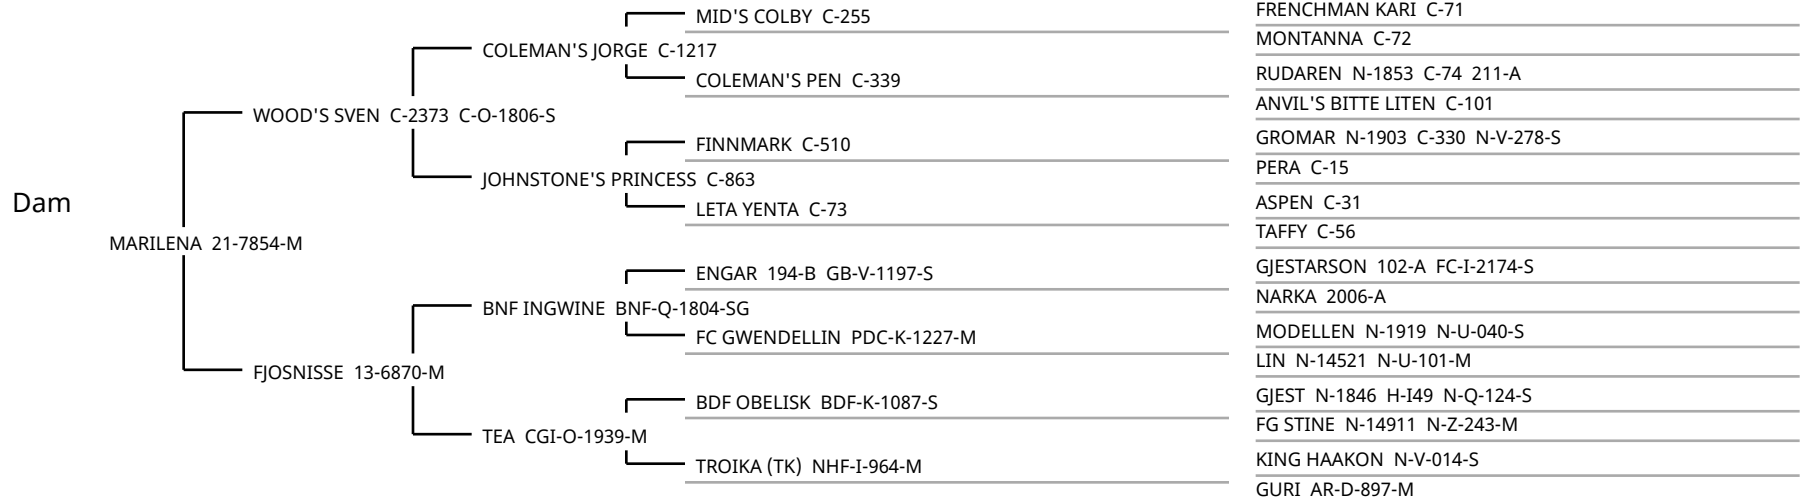 MID'S COLBY C-255
FRENCHMAN KARI C-71
MONTANNA C-72
COLEMAN'S JORGE C-1217
COLEMAN'S PEN C-339
RUDAREN N-1853 C-74 211-A
ANVIL'S BITTE LITEN C-101
WOOD'S SVEN C-2373 C-O-1806-S
FINNMARK C-510
GROMAR N-1903 C-330 N-V-278-S
PERA C-15
JOHNSTONE'S PRINCESS C-863
LETA YENTA C-73
ASPEN C-31
TAFFY C-56
Dam
MARILENA 21-7854-M
ENGAR 194-B GB-V-1197-S
GJESTARSON 102-A FC-I-2174-S
NARKA 2006-A
BNF INGWINE BNF-Q-1804-SG
FC GWENDELLIN PDC-K-1227-M
MODELLEN N-1919 N-U-040-S
LIN N-14521 N-U-101-M
FJOSNISSE 13-6870-M
BDF OBELISK BDF-K-1087-S
GJEST N-1846 H-I49 N-Q-124-S
FG STINE N-14911 N-Z-243-M
TEA CGI-O-1939-M
TROIKA (TK) NHF-I-964-M
KING HAAKON N-V-014-S
GURI AR-D-897-M